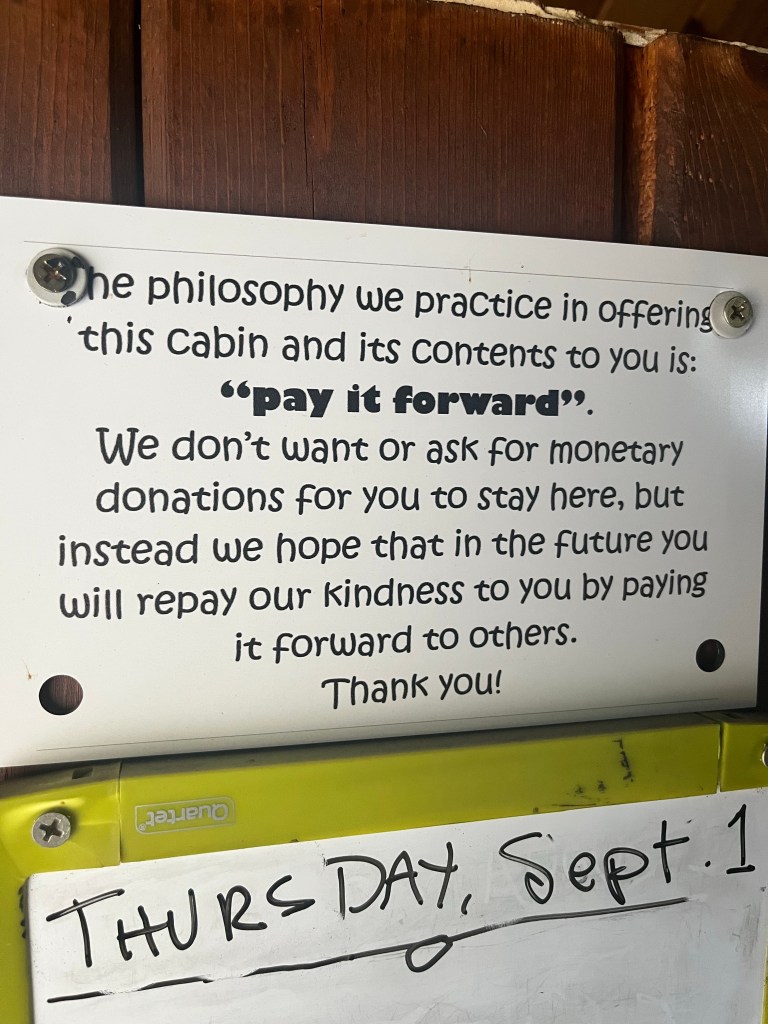 The philosophy we practice in offering
this cabin and its contents to you is:
“pay it forward”.
We don't want or ask for monetary
donations for you to stay here, but
instead we hope that in the future you
will repay our kindness to you by paying
it forward to others.
Thank you!
Quartet®
THURSDAY, Sept. 1